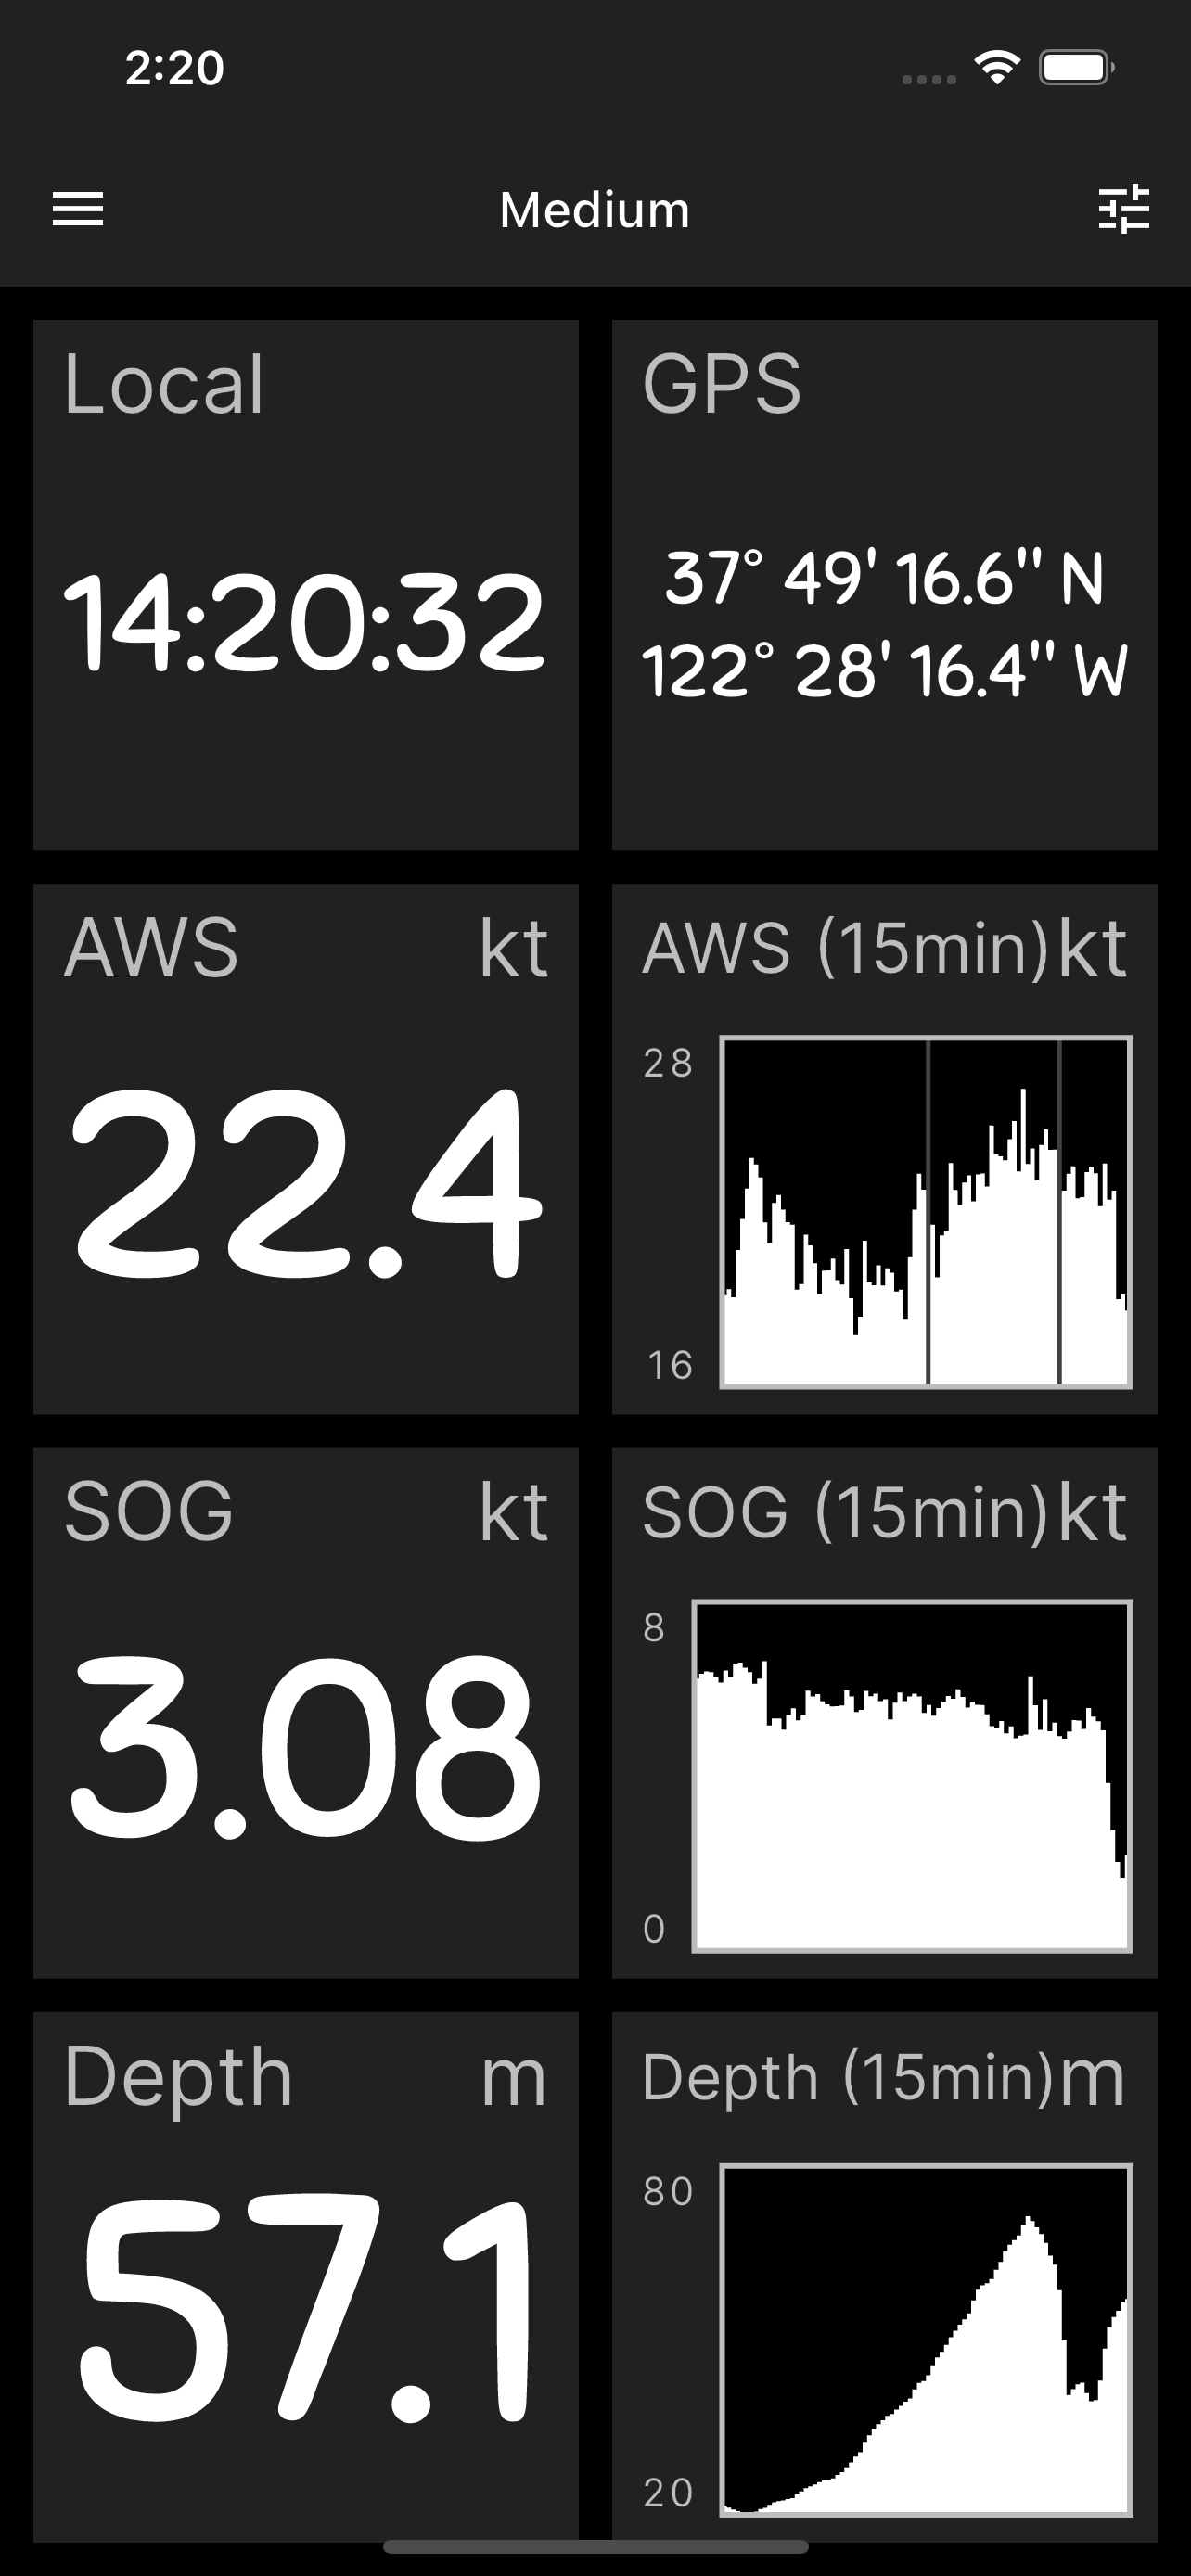 2:20
Medium
Local
14:20:32
GPS
37° 49' 16.6" N
122° 28' 16.4" W
AWS kt
22.4
AWS (15min) kt
28
16
SOG kt
3.08
SOG (15min) kt
8
0
Depth m
57.1
Depth (15min) m
80
20